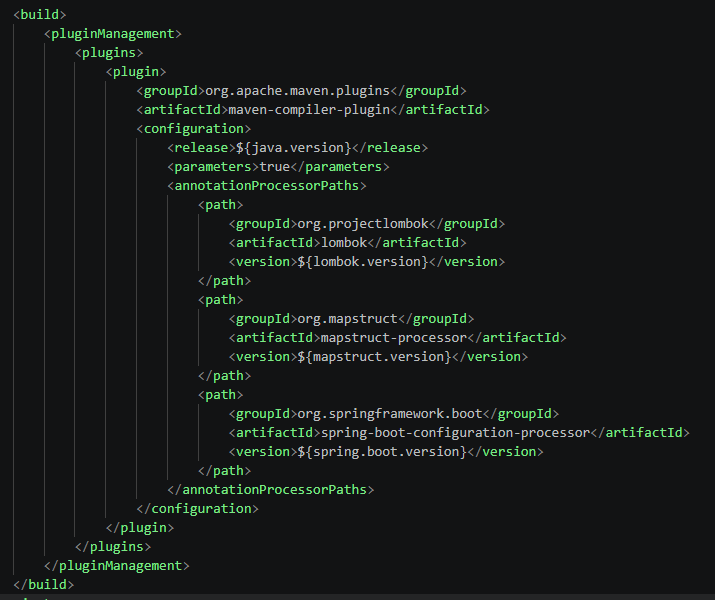 <build>
<pluginManagement>
<plugins>
<plugin>
<groupId>org.apache.maven.plugins</groupId>
<artifactId>maven-compiler-plugin</artifactId>
<configuration>
<release>${java.version}</release>
<parameters>true</parameters>
<annotationProcessorPaths>
<path>
<groupId>org.projectlombok</groupId>
<artifactId>lombok</artifactId>
<version>${lombok.version}</version>
</path>
<path>
<groupId>org.mapstruct</groupId>
<artifactId>mapstruct-processor</artifactId>
<version>${mapstruct.version}</version>
</path>
<path>
<groupId>org.springframework.boot</groupId>
<artifactId>spring-boot-configuration-processor</artifactId>
<version>${spring.boot.version}</version>
</path>
</annotationProcessorPaths>
</configuration>
</plugin>
</plugins>
</pluginManagement>
</build>